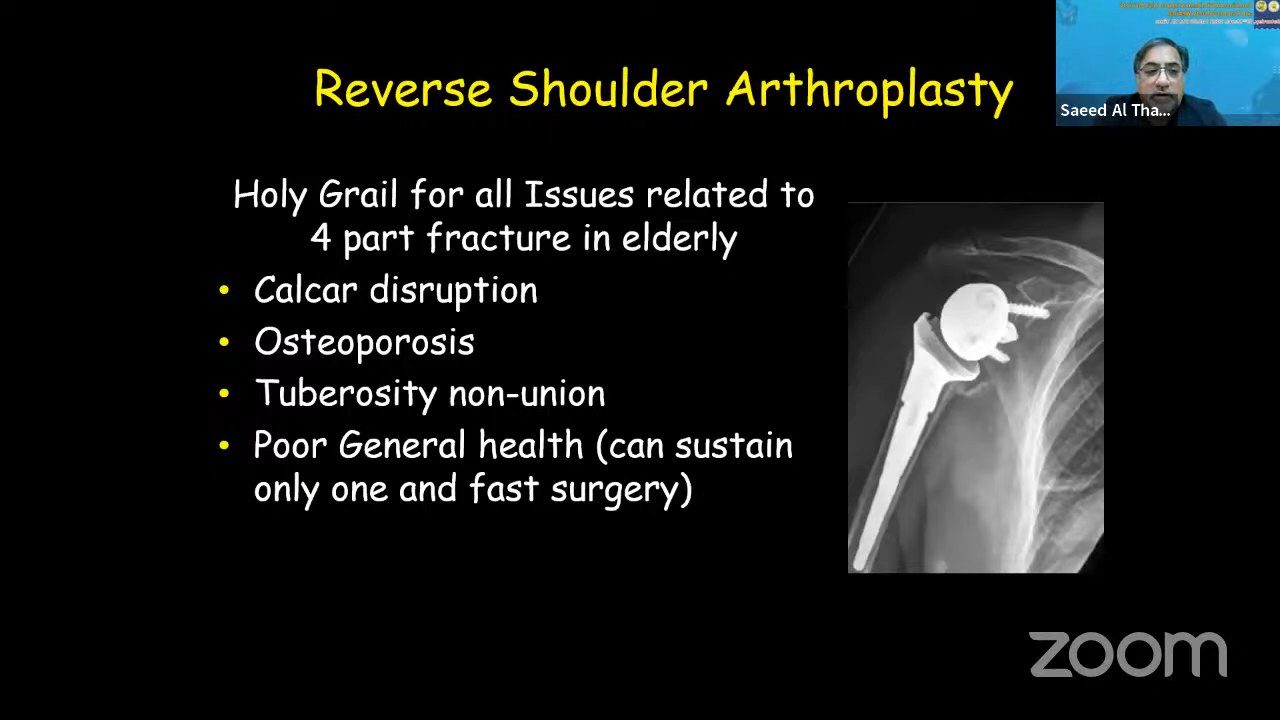 Reverse Shoulder Arthroplasty
Saeed Al Tha...
Holy Grail for all Issues related to
4 part fracture in elderly
• Calcar disruption
• Osteoporosis
• Tuberosity non-union
• Poor General health (can sustain
only one and fast surgery)
zoom